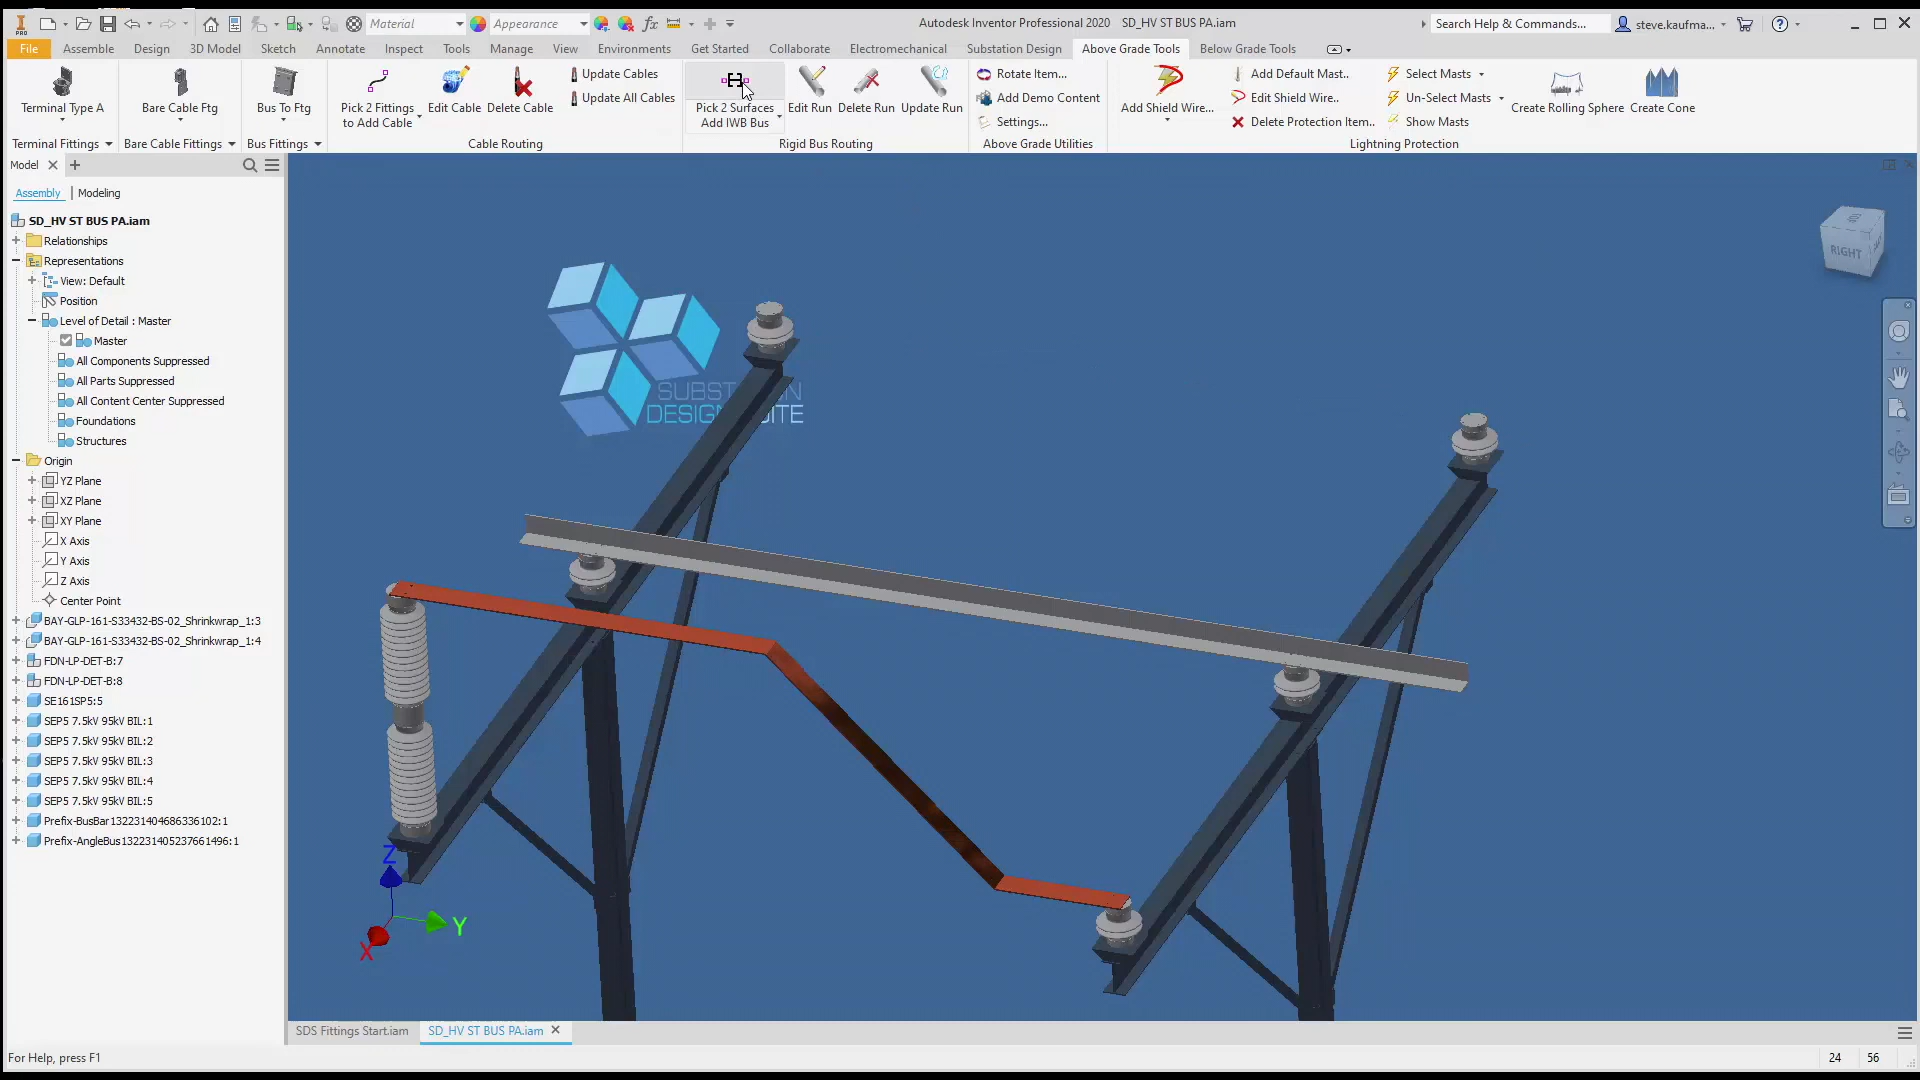 Material
Appearance
Autodesk Inventor Professional 2020 SD_HV ST BUS PA.iam
Search Help & Commands...
steve.kaufma...
File
Assemble
Design
3D Model
Sketch
Annotate
Inspect
Tools
Manage
View
Environments
Get Started
Collaborate
Electromechanical
Substation Design
Above Grade Tools
Below Grade Tools
Terminal Type A
Bare Cable Ftg
Bus To Ftg
Pick 2 Fittings
to Add Cable
Edit Cable
Delete Cable
Update Cables
Update All Cables
Pick 2 Surfaces
Add IWB Bus
Edit Run
Delete Run
Update Run
Rotate Item...
Add Demo Content
Settings...
Add Shield Wire...
Add Default Mast..
Edit Shield Wire..
Delete Protection Item..
Select Masts
Un-Select Masts
Show Masts
Create Rolling Sphere
Create Cone
Terminal Fittings
Bare Cable Fittings
Bus Fittings
Cable Routing
Rigid Bus Routing
Above Grade Utilities
Lightning Protection
Model
Assembly
Modeling
SD_HV ST BUS PA.iam
Relationships
Representations
View: Default
Position
Level of Detail : Master
Master
All Components Suppressed
All Parts Suppressed
All Content Center Suppressed
Foundations
Structures
Origin
YZ Plane
XZ Plane
XY Plane
X Axis
Y Axis
Z Axis
Center Point
BAY-GLP-161-S33432-BS-02_Shrinkwrap_1:3
BAY-GLP-161-S33432-BS-02_Shrinkwrap_1:4
FDN-LP-DET-B:7
FDN-LP-DET-B:8
SE161SP5:5
SEP5 7.5kV 95kV BIL:1
SEP5 7.5kV 95kV BIL:2
SEP5 7.5kV 95kV BIL:3
SEP5 7.5kV 95kV BIL:4
SEP5 7.5kV 95kV BIL:5
Prefix-BusBar132231404686336102:1
Prefix-AngleBus132231405237661496:1
RIGHT
Z
Y
X
SDS Fittings Start.iam
SD_HV ST BUS PA.iam
For Help, press F1
24
56